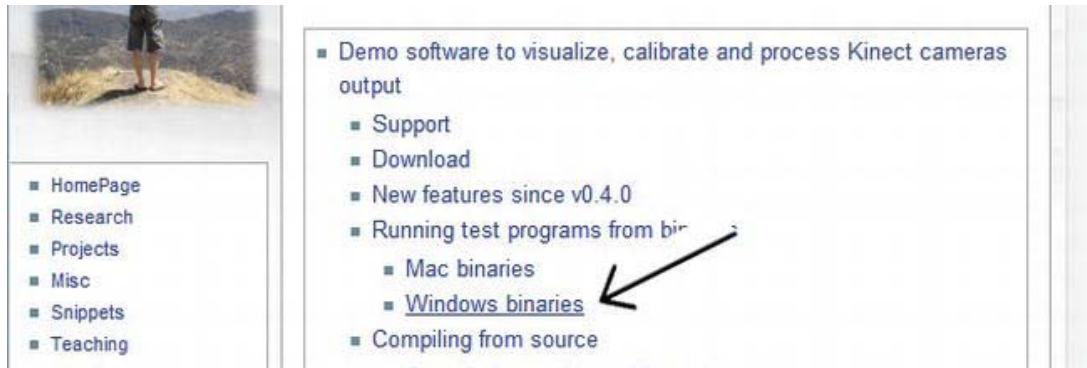 HomePage
Research
Projects
Misc
Snippets
Teaching
Demo software to visualize, calibrate and process Kinect cameras
output
Support
Download
New features since v0.4.0
Running test programs from
Mac binaries
Windows binaries
Compiling from source